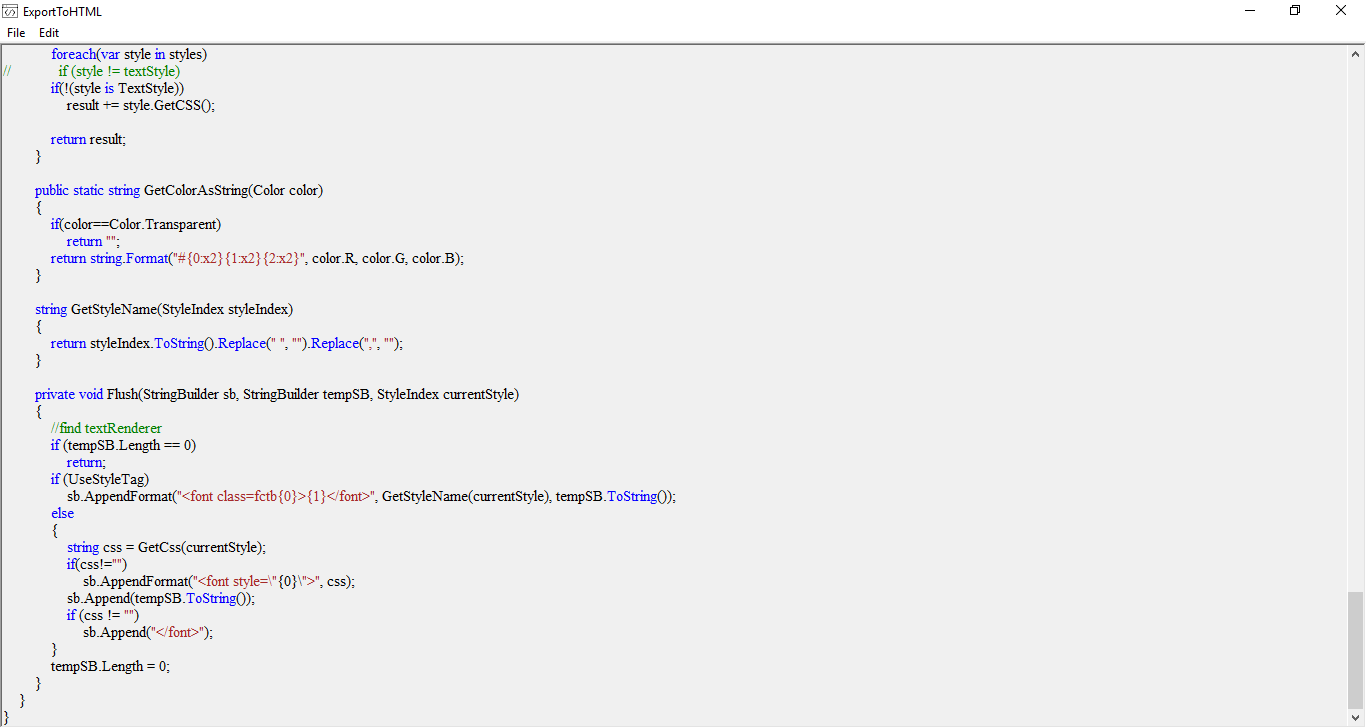 ExportToHTML
File Edit
foreach(var style in styles)
// if (style != textStyle)
if(!(style is TextStyle))
result += style.GetCSS();
return result;
}
public static string GetColorAsString(Color color)
{
if(color==Color.Transparent)
return "";
return string.Format("#{0:x2}{1:x2}{2:x2}", color.R, color.G, color.B);
}
string GetStyleName(StyleIndex styleIndex)
{
return styleIndex.ToString().Replace(" ", "").Replace(",", "");
}
private void Flush(StringBuilder sb, StringBuilder tempSB, StyleIndex currentStyle)
{
//find textRenderer
if (tempSB.Length == 0)
return;
if (UseStyleTag)
sb.AppendFormat("<font class=fctb{0}>{1}</font>", GetStyleName(currentStyle), tempSB.ToString());
else
{
string css = GetCss(currentStyle);
if(css!="")
sb.AppendFormat("<font style=\"{0}\">", css);
sb.Append(tempSB.ToString());
if (css != "")
sb.Append("</font>");
}
tempSB.Length = 0;
}
}
}